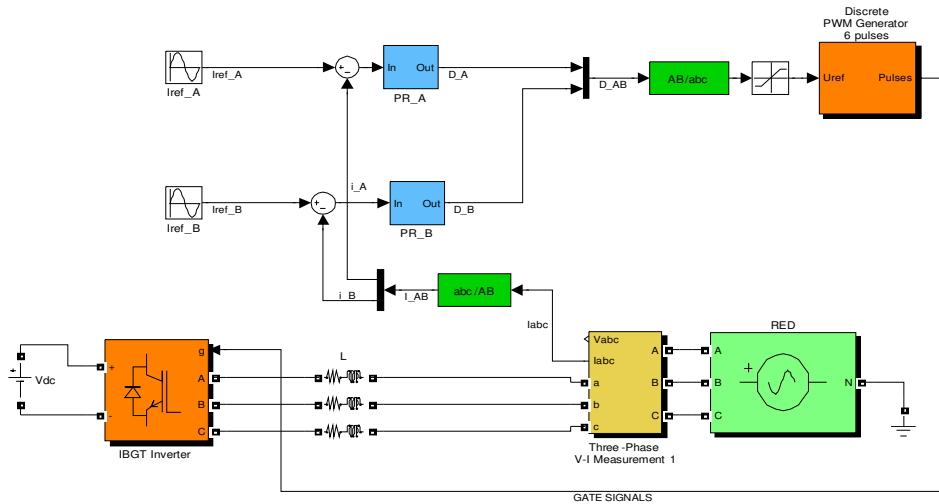 Discrete
PWM Generator
6 pulses
Iref_A
Iref_A
In Out
PR_A
D_A
D_AB
AB/abc
Uref Pulses
i_A
Iref_B
Iref_B
In Out
PR_B
D_B
i_B
I_AB
abc/AB
Iabc
RED
Vabc
Iabc
A
B
C
a
b
c
A
B
C
N
Three -Phase
V-I Measurement 1
L
Vdc
+
-
g
A
B
C
IBGT Inverter
GATE SIGNALS